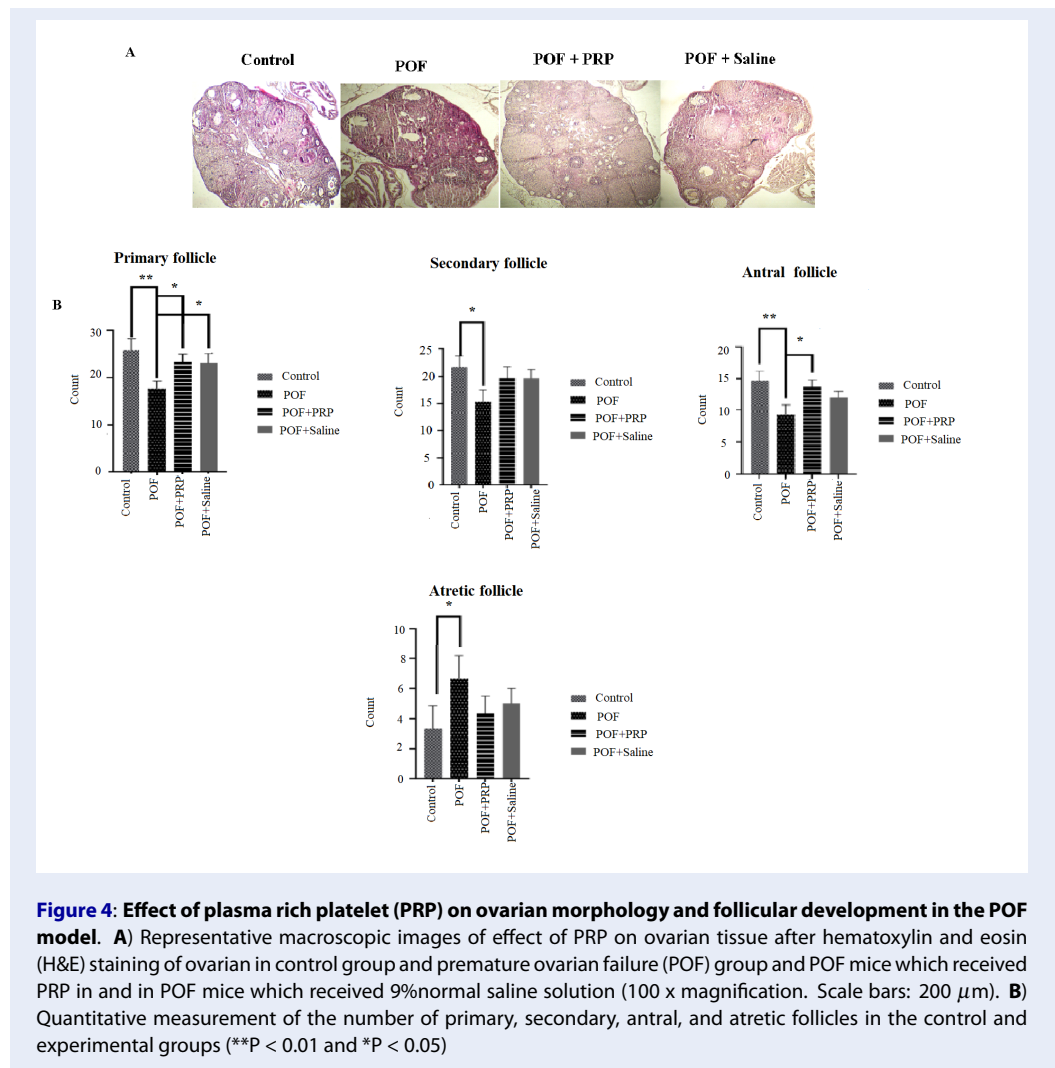 A
Control
POF
POF + PRP
POF + Saline
B
Primary follicle
**
*
*
Count
30
20
10
0
Control
POF
POF+PRP
POF+Saline
Control
POF
POF+PRP
POF+Saline
Secondary follicle
*
Count
25
20
15
10
5
0
Control
POF
POF+PRP
POF+Saline
Control
POF
POF+PRP
POF+Saline
Antral follicle
**
*
Count
20
15
10
5
0
Control
POF
POF+PRP
POF+Saline
Control
POF
POF+PRP
POF+Saline
Atretic follicle
*
Count
10
8
6
4
2
0
Control
POF
POF+PRP
POF+Saline
Control
POF
POF+PRP
POF+Saline
Figure 4: Effect of plasma rich platelet (PRP) on ovarian morphology and follicular development in the POF
model. A) Representative macroscopic images of effect of PRP on ovarian tissue after hematoxylin and eosin
(H&E) staining of ovarian in control group and premature ovarian failure (POF) group and POF mice which received
PRP in and in POF mice which received 9%normal saline solution (100 x magnification. Scale bars: 200 μm). B)
Quantitative measurement of the number of primary, secondary, antral, and atretic follicles in the control and
experimental groups (**P < 0.01 and *P < 0.05)